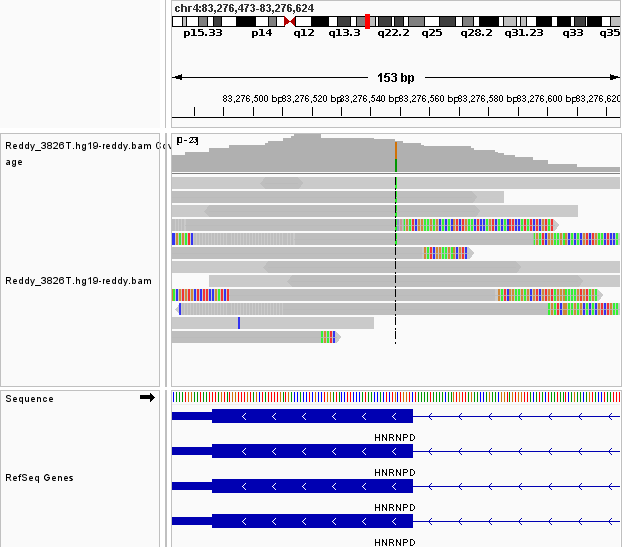 chr4:83,276,473-83,276,624
p15.33 p14 q12 q13.3 q22.2 q25 q28.2 q31.23 q33 q35
153 bp
83,276,500 bp 83,276,520 bp 83,276,540 bp 83,276,560 bp 83,276,580 bp 83,276,600 bp 83,276,620
Reddy_3826T.hg19-reddy.bam Cov
age
[0-23]
Reddy_3826T.hg19-reddy.bam
Sequence
HNRNPD
HNRNPD
RefSeq Genes
HNRNPD
HNRNPD